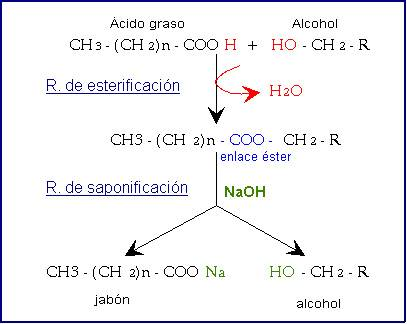 Ácido graso Alcohol
CH3 - (CH 2)n - COO H + HO - CH 2 - R
R. de esterificación
H2O
CH3 - (CH 2)n - COO - CH 2 - R
enlace éster
R. de saponificación
NaOH
CH3 - (CH 2)n - COO Na HO - CH 2 - R
jabón alcohol